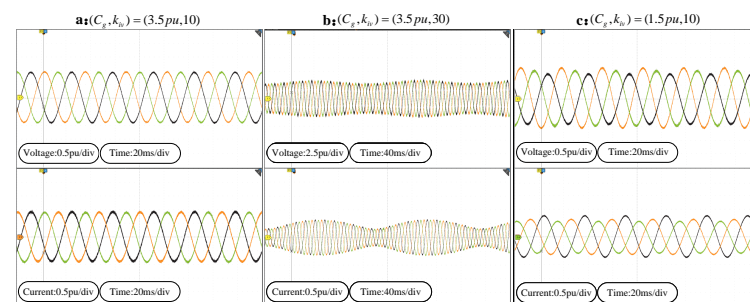 a:(C_g, k_iv) = (3.5pu,10)
b:(C_g, k_iv) = (3.5pu,30)
c:(C_g, k_iv) = (1.5pu,10)
Voltage:0.5pu/div Time:20ms/div
Voltage:2.5pu/div Time:40ms/div
Voltage:0.5pu/div Time:20ms/div
Current:0.5pu/div Time:20ms/div
Current:0.5pu/div Time:40ms/div
Current:0.5pu/div Time:20ms/div